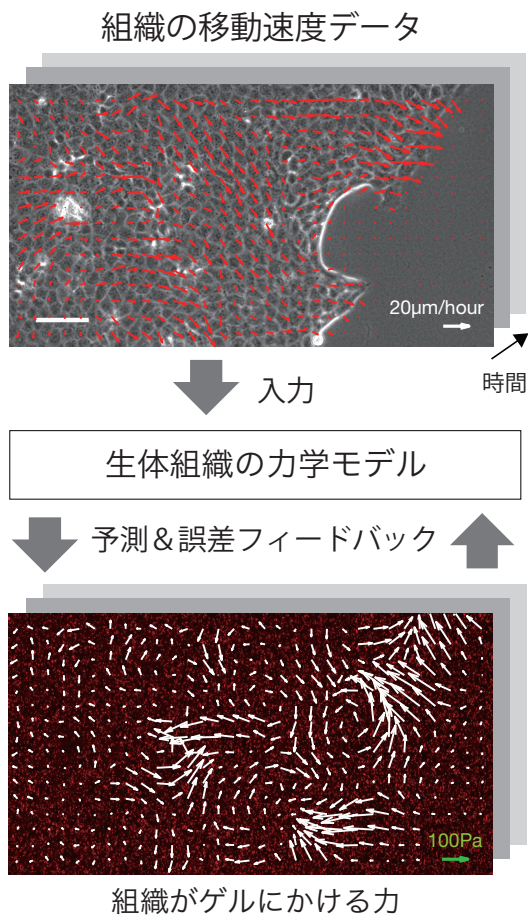 組織の移動速度データ
20μm/hour
時間
入力
生体組織の力学モデル
予測＆誤差フィードバック
100Pa
組織がゲルにかける力